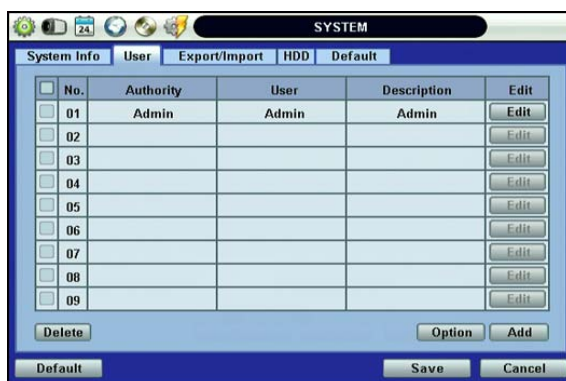 24
SYSTEM
System Info User Export/Import HDD Default
No. Authority User Description Edit
01 Admin Admin Admin Edit
02 Edit
03 Edit
04 Edit
05 Edit
06 Edit
07 Edit
08 Edit
09 Edit
Delete Option Add
Default Save Cancel